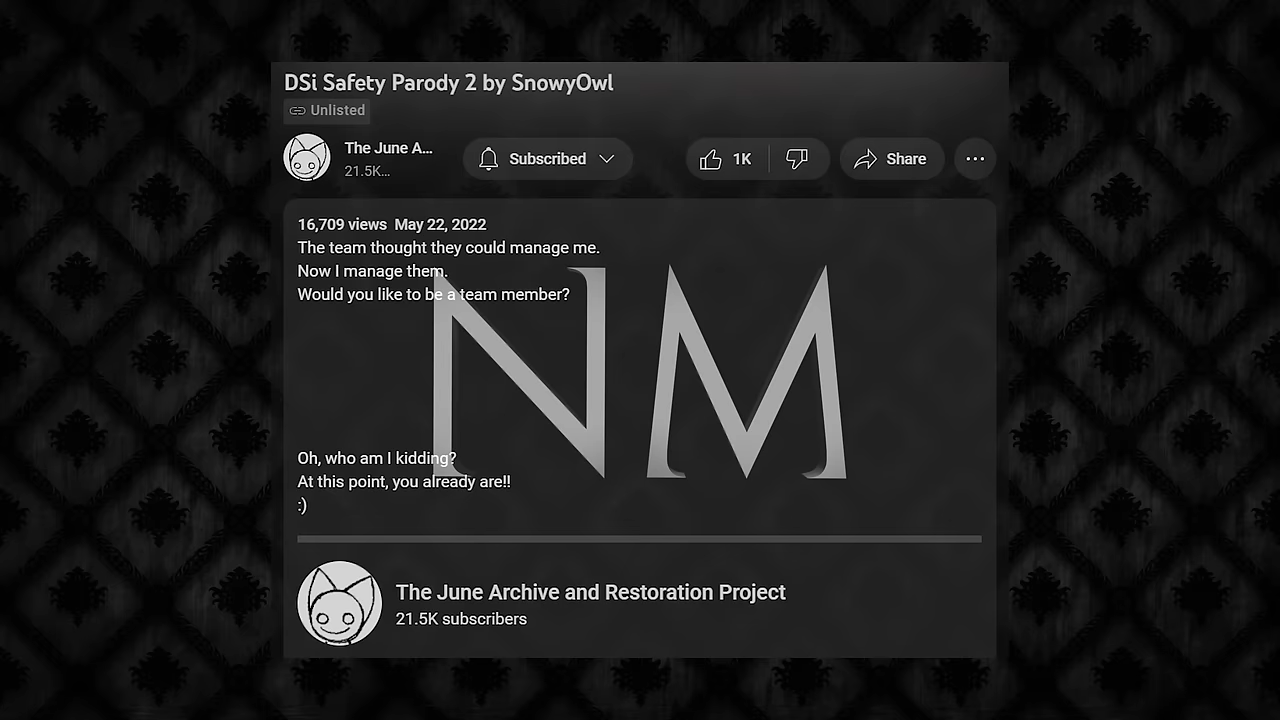 DSi Safety Parody 2 by SnowyOwl
Unlisted
The June A...
21.5K...
Subscribed
1K
Share
16,709 views May 22, 2022
The team thought they could manage me.
Now I manage them.
Would you like to be a team member?
NM
Oh, who am I kidding?
At this point, you already are!!
:)
The June Archive and Restoration Project
21.5K subscribers